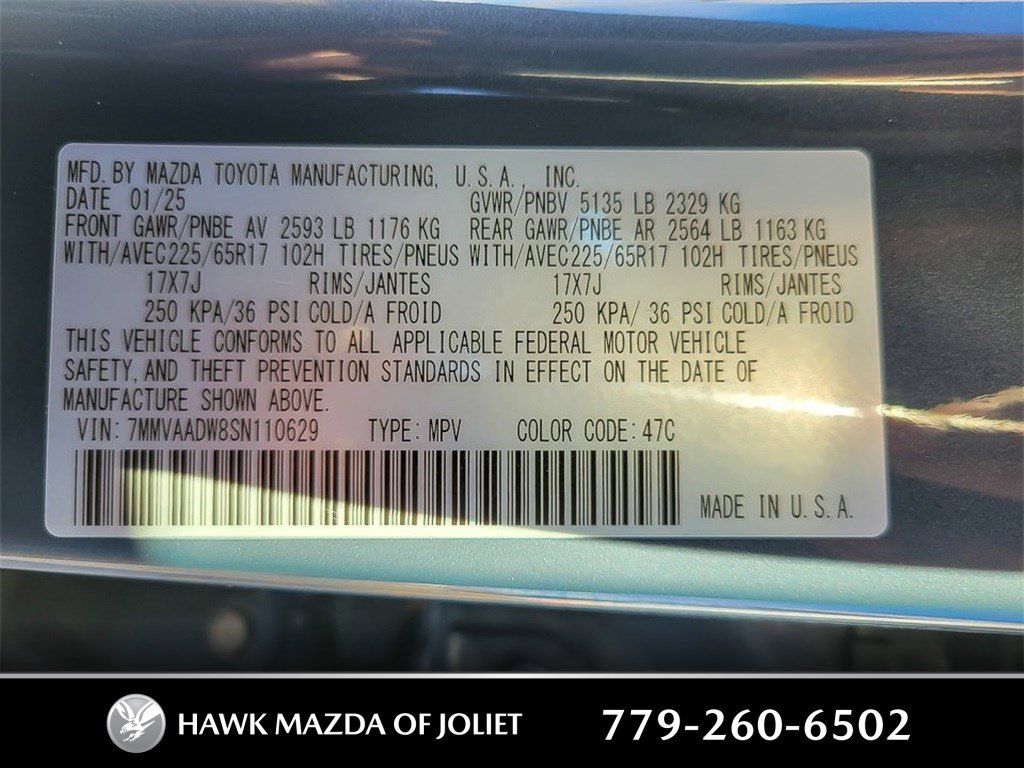 MFD. BY MAZDA TOYOTA MANUFACTURING, U.S.A., INC.
DATE 01/25 GVWR/PNBV 5135 LB 2329 KG
FRONT GAWR/PNBE AV 2593 LB 1176 KG REAR GAWR/PNBE AR 2564 LB 1163 KG
WITH/AVEC225/65R17 102H TIRES/PNEUS WITH/AVEC225/65R17 102H TIRES/PNEUS
17X7J RIMS/JANTES 17X7J RIMS/JANTES
250 KPA/36 PSI COLD/A FROID 250 KPA/ 36 PSI COLD/A FROID
THIS VEHICLE CONFORMS TO ALL APPLICABLE FEDERAL MOTOR VEHICLE
SAFETY, AND THEFT PREVENTION STANDARDS IN EFFECT ON THE DATE OF
MANUFACTURE SHOWN ABOVE.
VIN: 7MMVAADW8SN110629 TYPE: MPV COLOR CODE: 47C
MADE IN U.S.A.
HAWK MAZDA OF JOLIET 779-260-6502